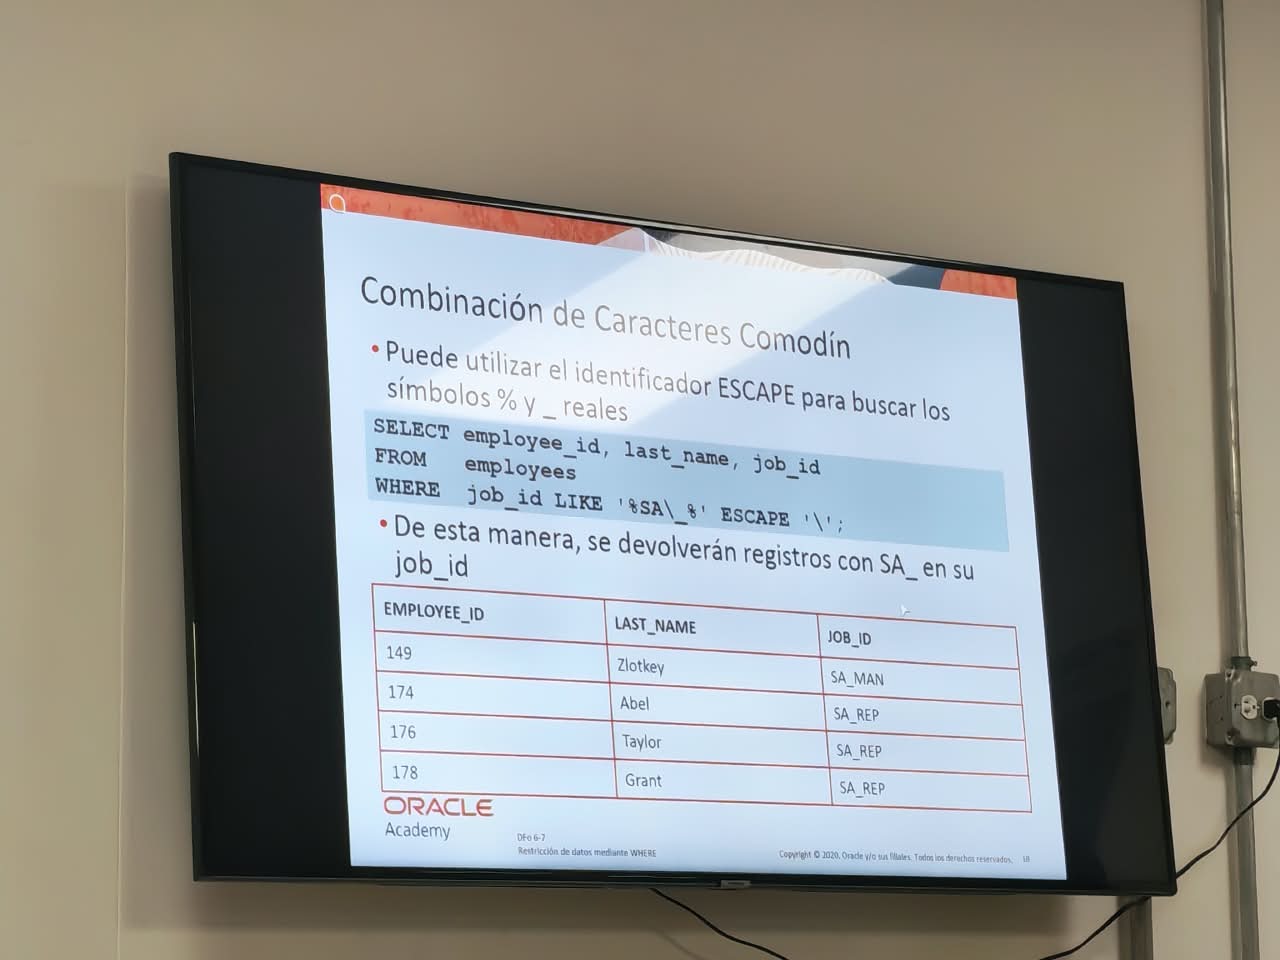 Combinación de Caracteres Comodín
• Puede utilizar el identificador ESCAPE para buscar los
símbolos % y _ reales
SELECT employee_id, last_name, job_id
FROM employees
WHERE job_id LIKE '%SA\_%' ESCAPE '\';
• De esta manera, se devolverán registros con SA_ en su
job_id
EMPLOYEE_ID LAST_NAME JOB_ID
149 Zlotkey SA_MAN
174 Abel SA_REP
176 Taylor SA_REP
178 Grant SA_REP
ORACLE
Academy
DFo 6-7
Restricción de datos mediante WHERE
Copyright © 2020, Oracle y/o sus filiales. Todos los derechos reservados. 18